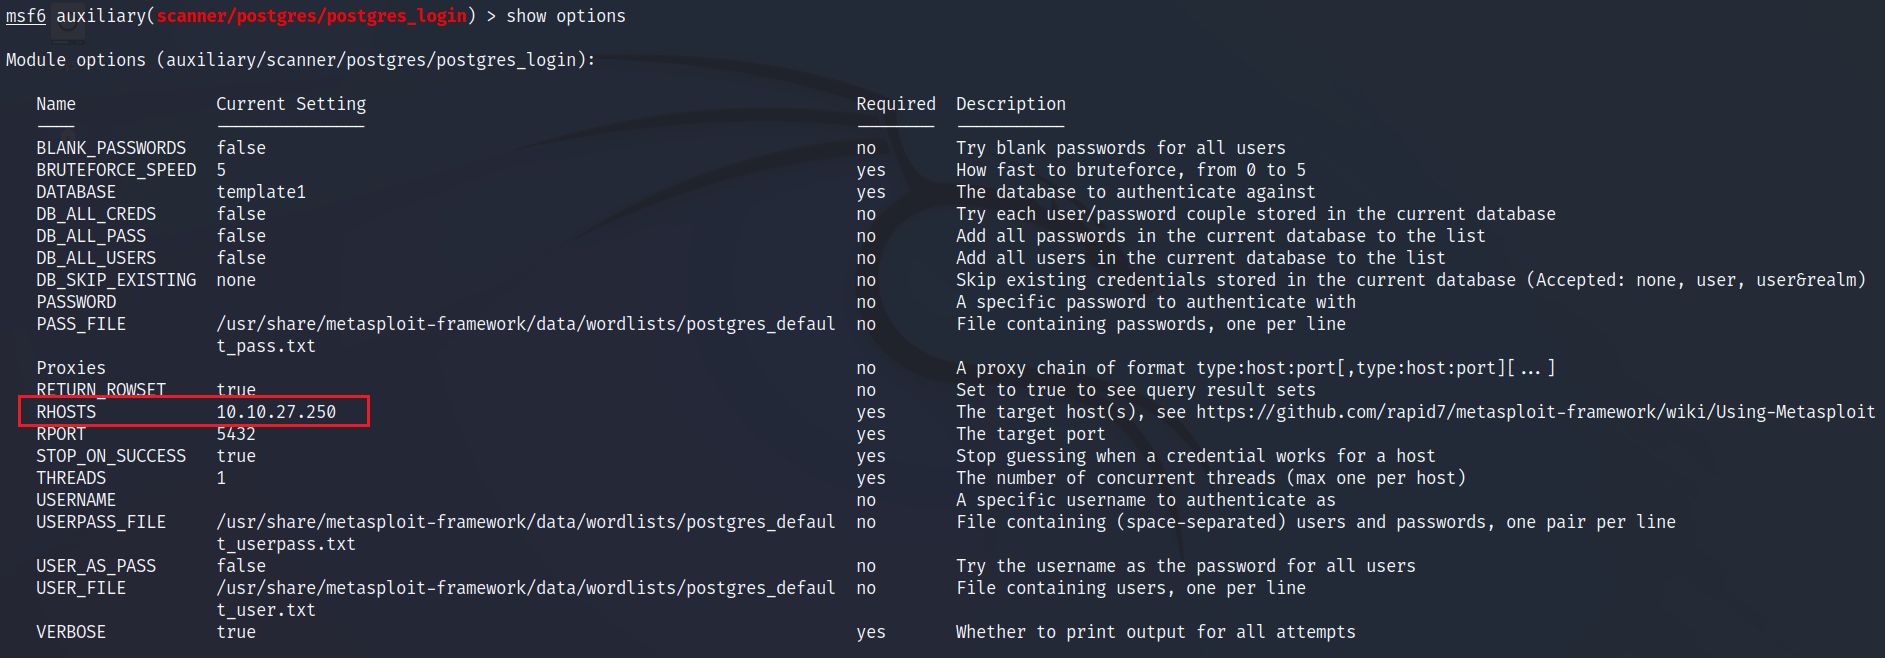 msf6 auxiliary(scanner/postgres/postgres_login) > show options
Module options (auxiliary/scanner/postgres/postgres_login):
Name Current Setting Required Description
---- --------------- -------- -----------
BLANK_PASSWORDS false no Try blank passwords for all users
BRUTEFORCE_SPEED 5 yes How fast to bruteforce, from 0 to 5
DATABASE template1 yes The database to authenticate against
DB_ALL_CREDS false no Try each user/password couple stored in the current database
DB_ALL_PASS false no Add all passwords in the current database to the list
DB_ALL_USERS false no Add all users in the current database to the list
DB_SKIP_EXISTING none no Skip existing credentials stored in the current database (Accepted: none, user, user&realm)
PASSWORD no A specific password to authenticate with
PASS_FILE /usr/share/metasploit-framework/data/wordlists/postgres_defaul no File containing passwords, one per line
t_pass.txt
Proxies no A proxy chain of format type:host:port[,type:host:port][...]
RETURN_ROWSET true no Set to true to see query result sets
RHOSTS 10.10.27.250 yes The target host(s), see https://github.com/rapid7/metasploit-framework/wiki/Using-Metasploit
RPORT 5432 yes The target port
STOP_ON_SUCCESS true yes Stop guessing when a credential works for a host
THREADS 1 yes The number of concurrent threads (max one per host)
USERNAME no A specific username to authenticate as
USERPASS_FILE /usr/share/metasploit-framework/data/wordlists/postgres_defaul no File containing (space-separated) users and passwords, one pair per line
t_userpass.txt
USER_AS_PASS false no Try the username as the password for all users
USER_FILE /usr/share/metasploit-framework/data/wordlists/postgres_defaul no File containing users, one per line
t_user.txt
VERBOSE true yes Whether to print output for all attempts